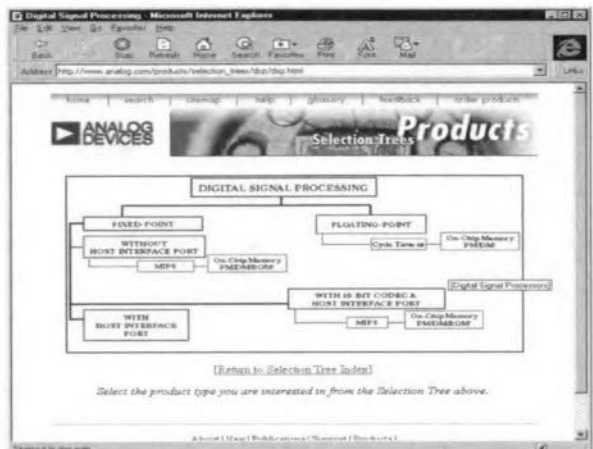 Digital Signal Processing - Microsoft Internet Explorer
File Edit View Go Favorites Help
Back Stop Refresh Home Search Favorites Print Font Mail
Address http://www.analog.com/products/selection_trees/dsp/dsp.html Links
home | search | sitemap | help | glossary | feedback | order products
ANALOG DEVICES
Selection Trees Products
DIGITAL SIGNAL PROCESSING
FIXED-POINT
FLOATING-POINT
WITHOUT
HOST INTERFACE PORT
Cycle Time
On-Chip Memory
PM/DM
MIPS
On-Chip Memory
PM/DM/ROM
[Digital Signal Processors]
WITH 16-BIT CODEC &
HOST INTERFACE PORT
WITH
HOST INTERFACE
PORT
MIPS
On-Chip Memory
PM/DM/ROM
[Return to Selection Tree Index]
Select the product type you are interested in from the Selection Tree above.
About